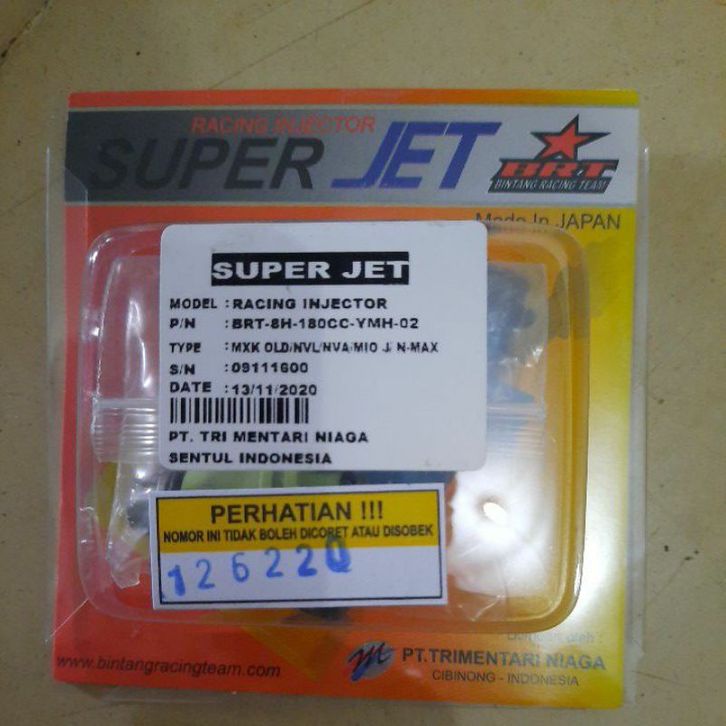 RACING INJECTOR
SUPER JET
BRT
BINTANG RACING TEAM
Made In JAPAN
SUPER JET
MODEL : RACING INJECTOR
P/N : BRT-8H-180CC-YMH-02
TYPE : MXK OLD/NVL/NVA/MIO J/ N-MAX
S/N : 09111600
DATE : 13/11/2020
PT. TRI MENTARI NIAGA
SENTUL INDONESIA
PERHATIAN !!!
NOMOR INI TIDAK BOLEH DICORET ATAU DISOBEK
126220
oleh :
PT.TRIMENTARI NIAGA
CIBINONG - INDONESIA
www.bintangracingteam.com